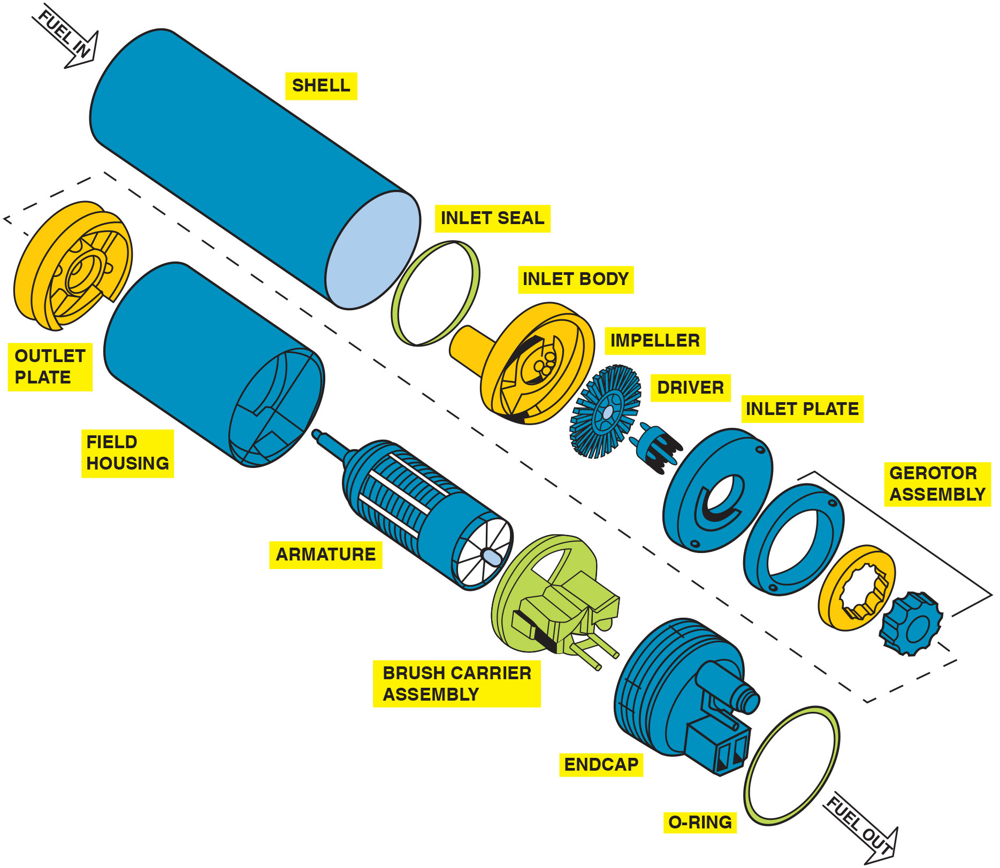 FUEL IN
SHELL
INLET SEAL
INLET BODY
IMPELLER
DRIVER
INLET PLATE
GEROTOR
ASSEMBLY
OUTLET
PLATE
FIELD
HOUSING
ARMATURE
BRUSH CARRIER
ASSEMBLY
ENDCAP
O-RING
FUEL OUT